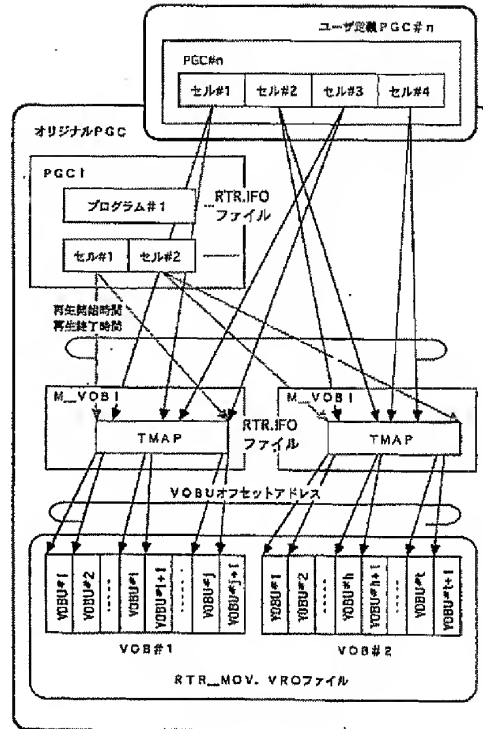 ユーザ定義PGC#n
PGC#n
セル#1 セル#2 セル#3 セル#4
オリジナルPGC
PGCI
プログラム#1
RTR.IFO
ファイル
セル#1 セル#2
再生開始時間
再生終了時間
M_VOBI M_VOBI
RTR.IFO
ファイル
TMAP TMAP
VOBUオフセットアドレス
VOBU#1 VOBU#2 VOBU#i VOBU#i+1 VOBU#j VOBU#j+1
VOBU#1 VOBU#2 VOBU#h VOBU#h+1 VOBU#t VOBU#t+1
VOB#1 VOB#2
RTR_MOV.VROファイル